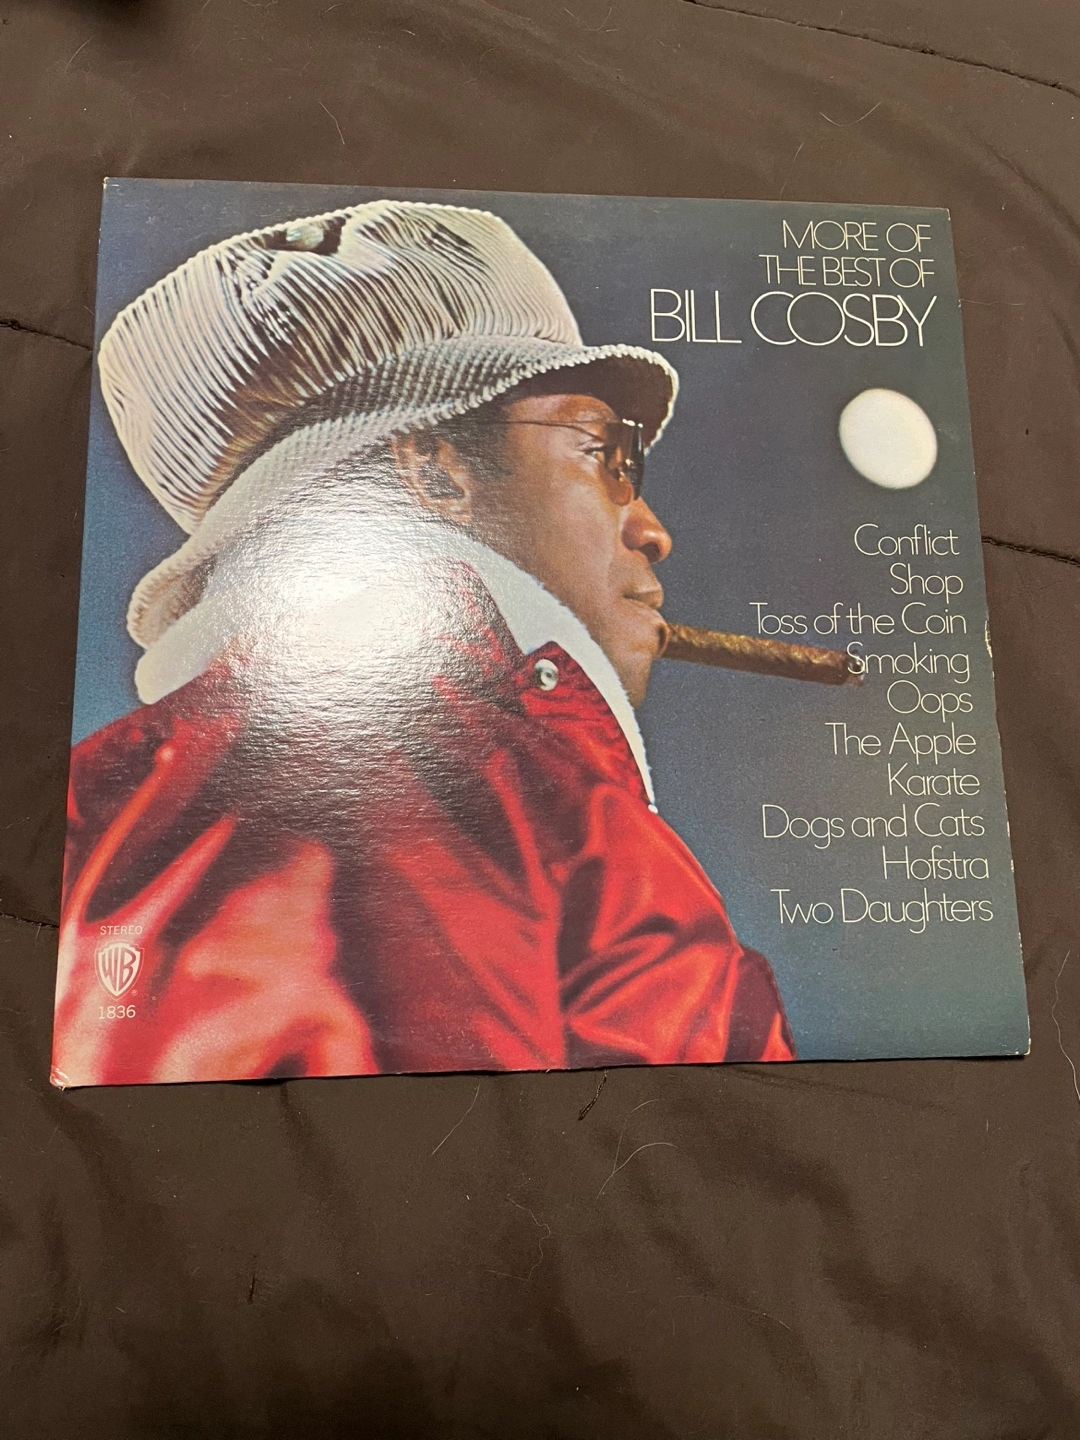 MORE OF
THE BEST OF
BILL COSBY
Conflict
Shop
Toss of the Coin
Smoking
Oops
The Apple
Karate
Dogs and Cats
Hofstra
Two Daughters
STEREO
WB
1836